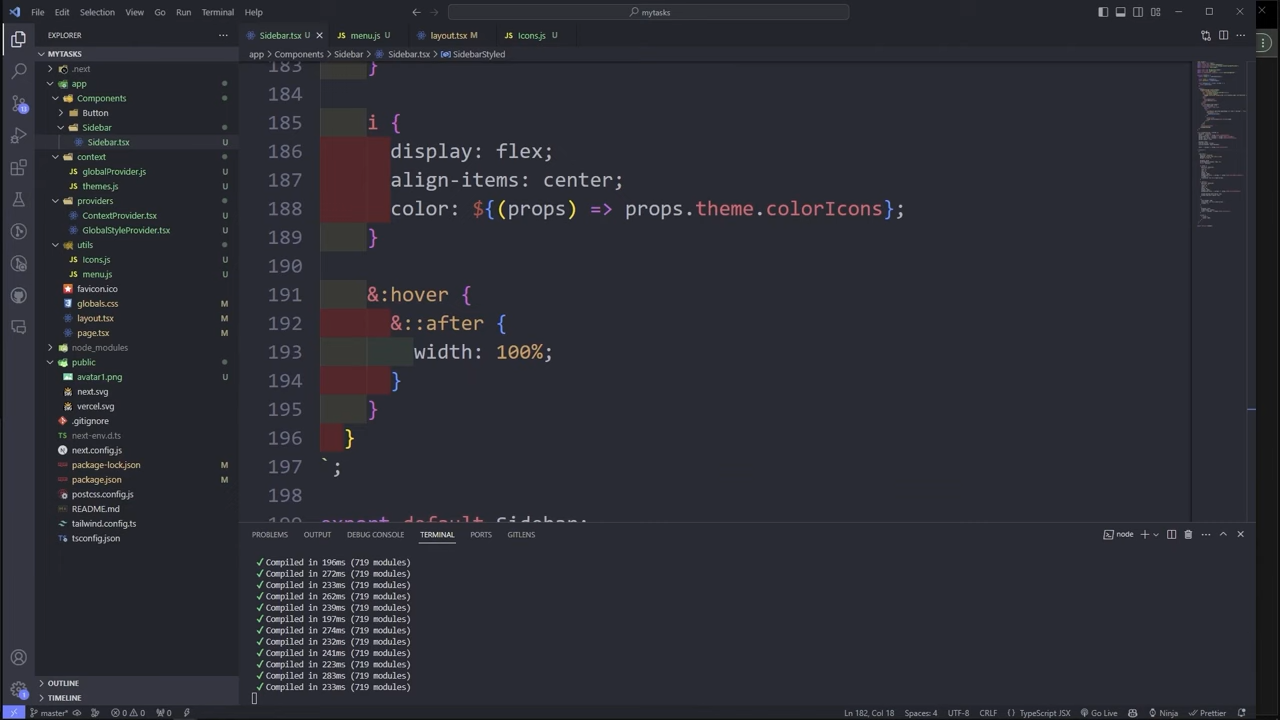 File Edit Selection View Go Run Terminal Help
mytasks
EXPLORER
MYTASKS
.next
app
Components
Button
Sidebar
Sidebar.tsx U
context
globalProvider.js U
themes.js U
providers
ContextProvider.tsx U
GlobalStyleProvider.tsx U
utils
Icons.js U
menu.js U
favicon.ico
globals.css M
layout.tsx M
page.tsx M
node_modules
public
avatar1.png U
next.svg
vercel.svg
.gitignore
next-env.d.ts
next.config.js
package-lock.json M
package.json M
postcss.config.js
README.md
tailwind.config.ts
tsconfig.json
OUTLINE
TIMELINE
Sidebar.tsx U menu.js U layout.tsx M Icons.js U
app > Components > Sidebar > Sidebar.tsx > SidebarStyled
183 }
184
185 i {
186 display: flex;
187 align-items: center;
188 color: ${(props) => props.theme.colorIcons};
189 }
190
191 &:hover {
192 &::after {
193 width: 100%;
194 }
195 }
196 }
197 `;
198
199 export default Sidebar;
PROBLEMS OUTPUT DEBUG CONSOLE TERMINAL PORTS GITLENS
node
✓ Compiled in 196ms (719 modules)
✓ Compiled in 272ms (719 modules)
✓ Compiled in 233ms (719 modules)
✓ Compiled in 262ms (719 modules)
✓ Compiled in 239ms (719 modules)
✓ Compiled in 197ms (719 modules)
✓ Compiled in 274ms (719 modules)
✓ Compiled in 232ms (719 modules)
✓ Compiled in 241ms (719 modules)
✓ Compiled in 223ms (719 modules)
✓ Compiled in 283ms (719 modules)
✓ Compiled in 233ms (719 modules)
master* 0 0 0 Ln 182, Col 18 Spaces: 4 UTF-8 CRLF {} TypeScript JSX Go Live Ninja Prettier